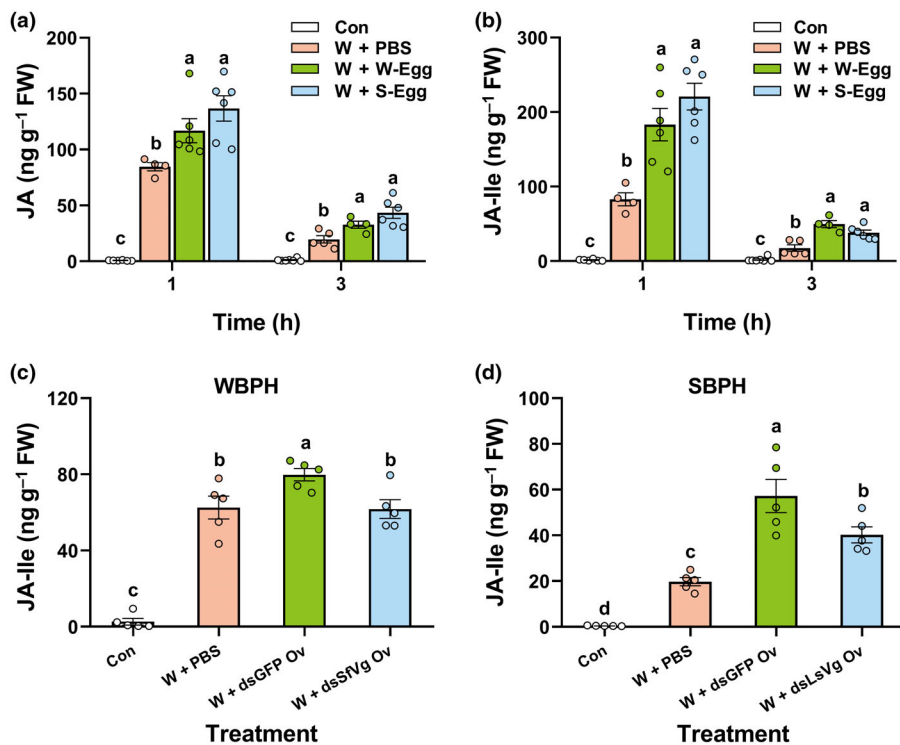 (a)
JA (ng g⁻¹ FW)
200
150
100
50
0
Con
W + PBS
W + W-Egg
W + S-Egg
c
b
a
a
c
b
a
a
1
3
Time (h)
(b)
JA-Ile (ng g⁻¹ FW)
300
200
100
0
Con
W + PBS
W + W-Egg
W + S-Egg
c
b
a
a
c
b
a
a
1
3
Time (h)
(c)
WBPH
JA-Ile (ng g⁻¹ FW)
120
80
40
0
c
b
a
b
Con
W + PBS
W + dsGFP Ov
W + dsSfVg Ov
Treatment
(d)
SBPH
JA-Ile (ng g⁻¹ FW)
100
80
60
40
20
0
d
c
a
b
Con
W + PBS
W + dsGFP Ov
W + dsLsVg Ov
Treatment